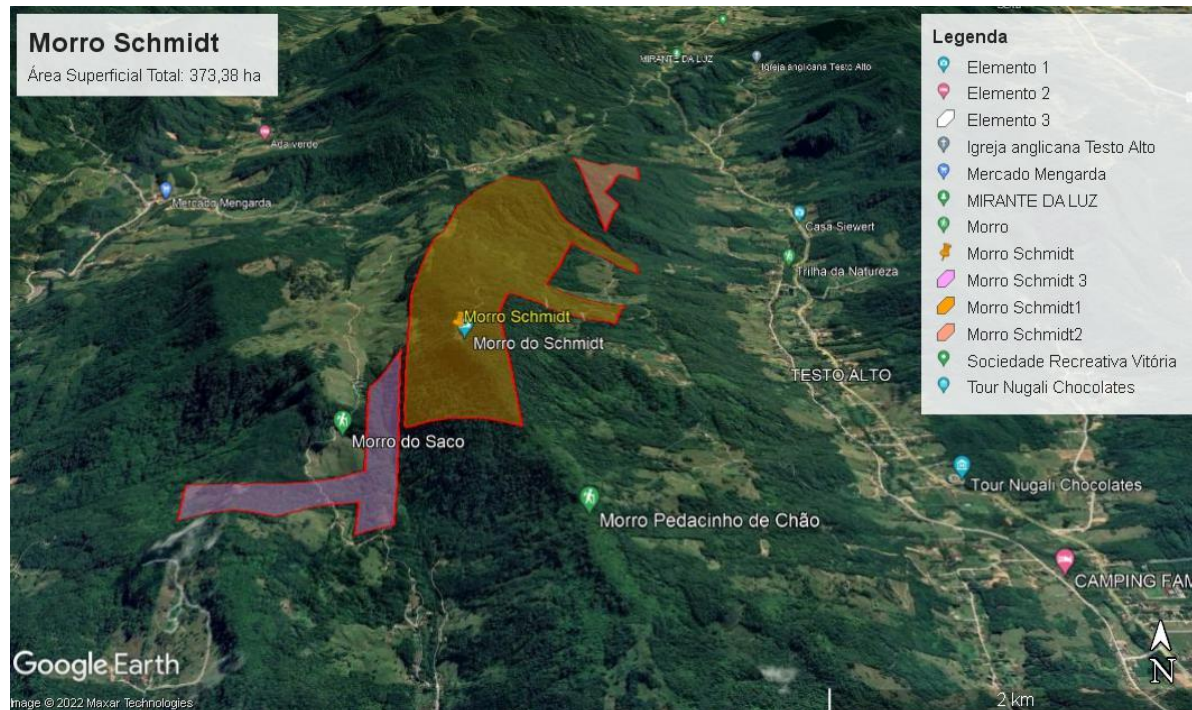 Morro Schmidt
Área Superficial Total: 373,38 ha
Legenda
Elemento 1
Elemento 2
Elemento 3
Igreja anglicana Testo Alto
Mercado Mengarda
MIRANTE DA LUZ
Morro
Morro Schmidt
Morro Schmidt 3
Morro Schmidt1
Morro Schmidt2
Sociedade Recreativa Vitória
Tour Nugali Chocolates
MIRANTE DA LUZ
Igreja anglicana Testo Alto
Mercado Mengarda
Casa Siewert
Trilha da Natureza
Morro Schmidt
Morro do Schmidt
TESTO ALTO
Morro do Saco
Tour Nugali Chocolates
Morro Pedacinho de Chão
CAMPING FAM
Google Earth
Image © 2022 Maxar Technologies
N
2 km